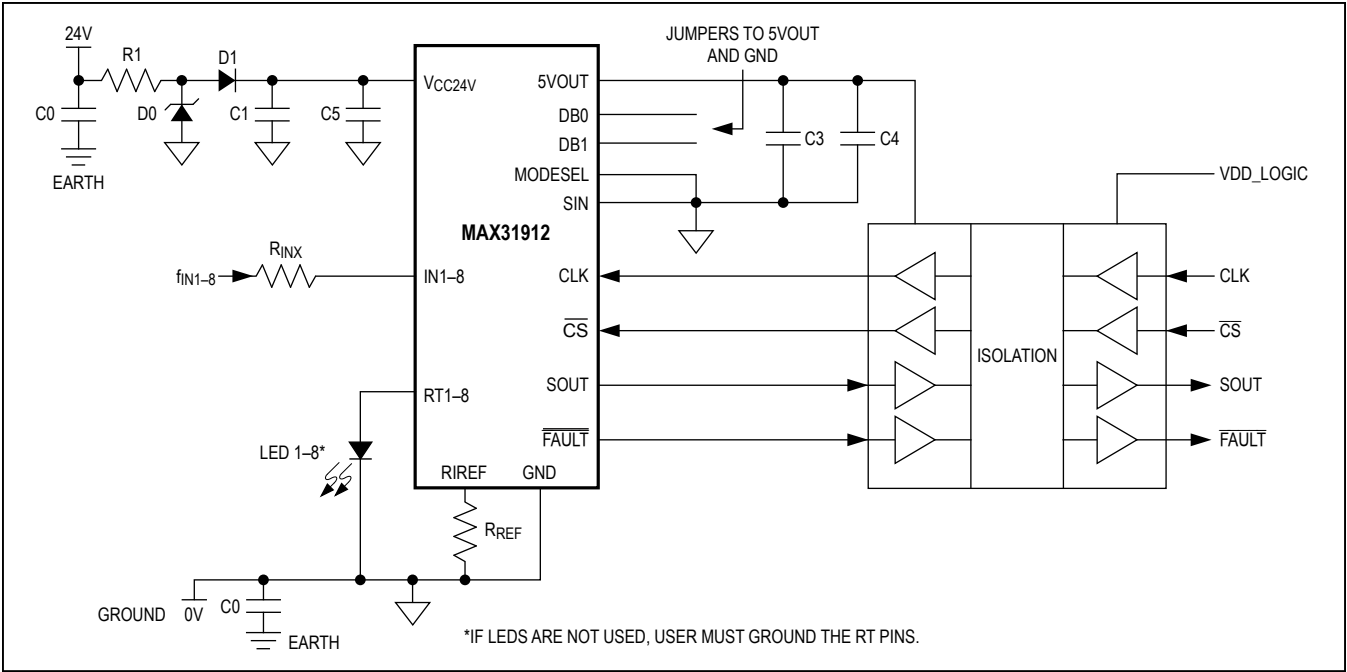 24V
R1
D1
C0
D0
C1
C5
EARTH
JUMPERS TO 5VOUT
AND GND
VCC24V
5VOUT
DB0
DB1
MODESEL
SIN
C3
C4
VDD_LOGIC
MAX31912
RINX
fIN1–8
IN1–8
CLK
CLK
CS
CS
ISOLATION
RT1–8
SOUT
SOUT
FAULT
FAULT
LED 1–8*
RIREF
GND
RREF
GROUND
0V
C0
EARTH
*IF LEDS ARE NOT USED, USER MUST GROUND THE RT PINS.